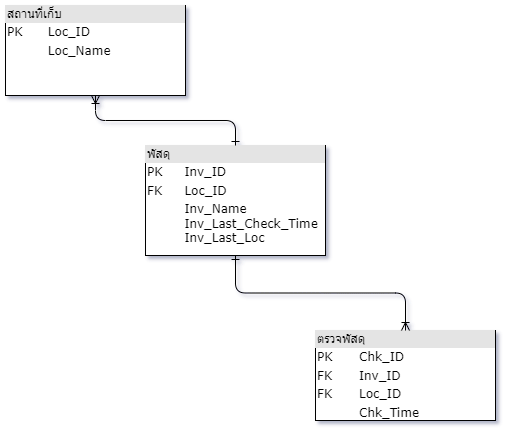 สถานที่เก็บ
PK Loc_ID
Loc_Name
พัสดุ
PK Inv_ID
FK Loc_ID
Inv_Name
Inv_Last_Check_Time
Inv_Last_Loc
ตรวจพัสดุ
PK Chk_ID
FK Inv_ID
FK Loc_ID
Chk_Time